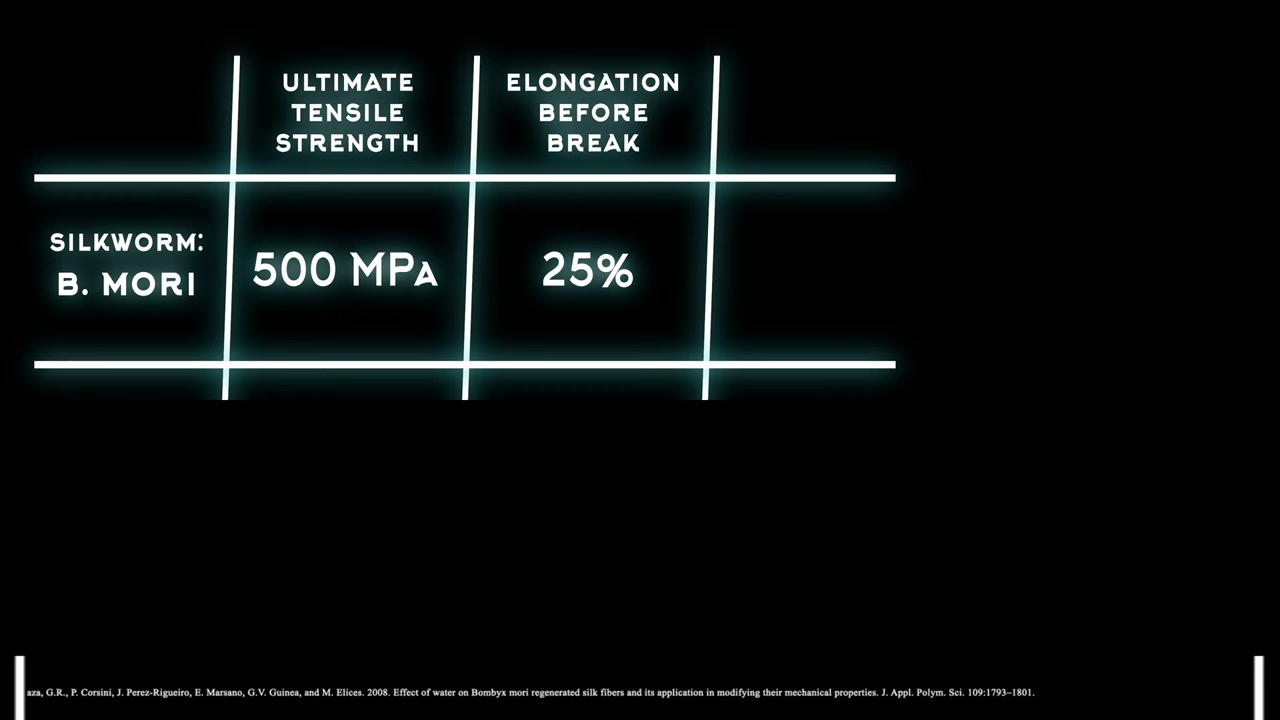 ULTIMATE
TENSILE
STRENGTH
ELONGATION
BEFORE
BREAK
SILKWORM:
B. MORI
500 MPA
25%
aza, G.R., P. Corsini, J. Perez-Rigueiro, E. Marsano, G.V. Guinea, and M. Elices. 2008. Effect of water on Bombyx mori regenerated silk fibers and its application in modifying their mechanical properties. J. Appl. Polym. Sci. 109:1793–1801.